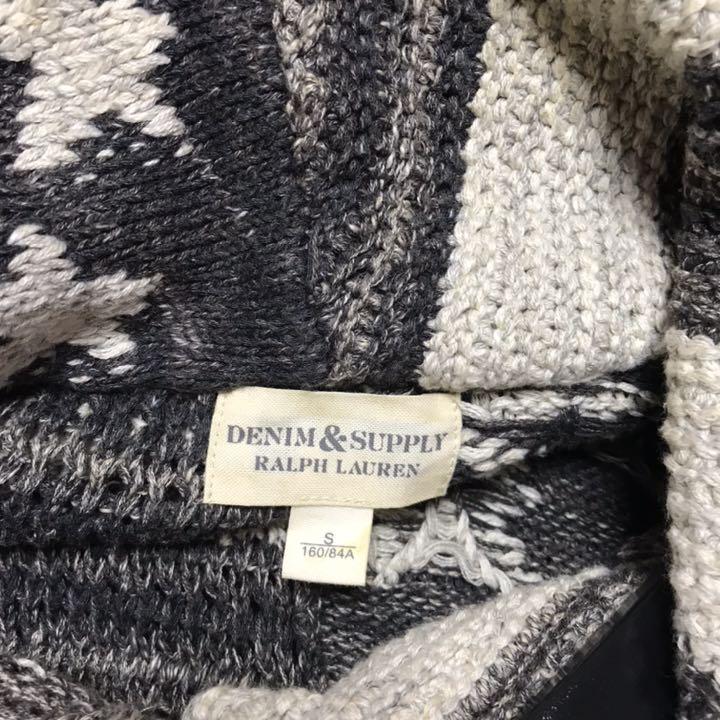 DENIM & SUPPLY
RALPH LAUREN
S
160/84A